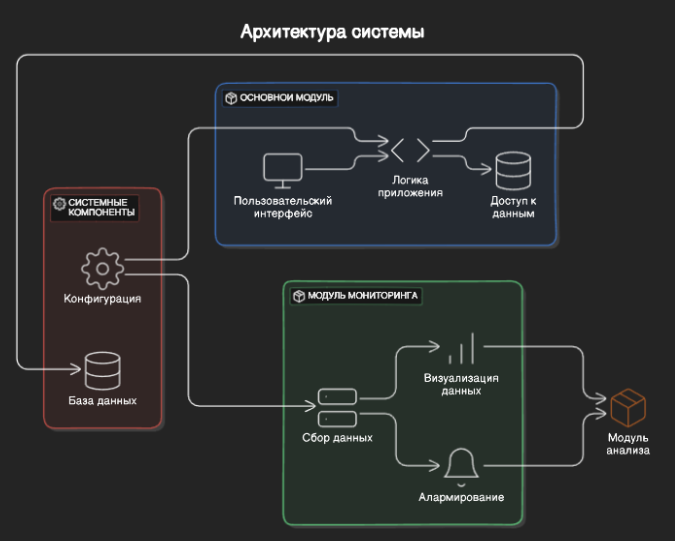 Архитектура системы
ОСНОВНОЙ МОДУЛЬ
Пользовательский
интерфейс
Логика
приложения
Доступ к
данным
СИСТЕМНЫЕ
КОМПОНЕНТЫ
Конфигурация
База данных
МОДУЛЬ МОНИТОРИНГА
Визуализация
данных
Сбор данных
Алармирование
Модуль
анализа